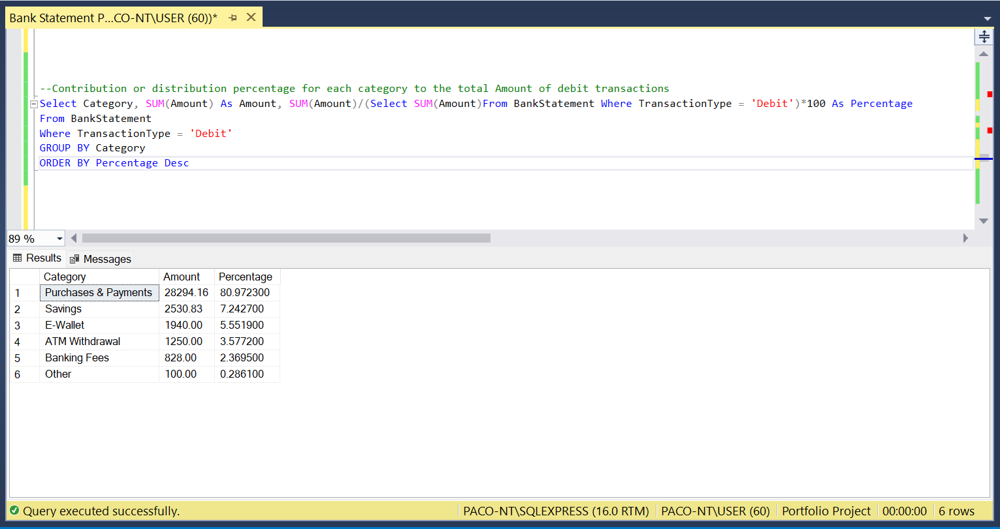 Bank Statement P...CO-NT\USER (60))*
--Contribution or distribution percentage for each category to the total Amount of debit transactions
Select Category, SUM(Amount) As Amount, SUM(Amount)/(Select SUM(Amount)From BankStatement Where TransactionType = 'Debit')*100 As Percentage
From BankStatement
Where TransactionType = 'Debit'
GROUP BY Category
ORDER BY Percentage Desc
89 %
Results Messages
Category Amount Percentage
1 Purchases & Payments 28294.16 80.972300
2 Savings 2530.83 7.242700
3 E-Wallet 1940.00 5.551900
4 ATM Withdrawal 1250.00 3.577200
5 Banking Fees 828.00 2.369500
6 Other 100.00 0.286100
Query executed successfully. PACO-NT\SQLEXPRESS (16.0 RTM) PACO-NT\USER (60) Portfolio Project 00:00:00 6 rows